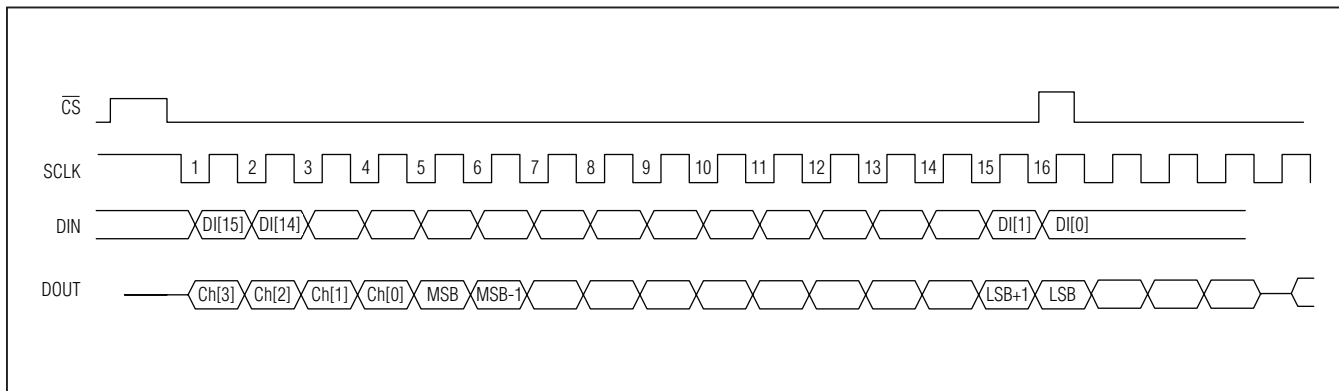 C̅S̅
SCLK 1 2 3 4 5 6 7 8 9 10 11 12 13 14 15 16
DIN DI[15] DI[14] DI[1] DI[0]
DOUT Ch[3] Ch[2] Ch[1] Ch[0] MSB MSB-1 LSB+1 LSB